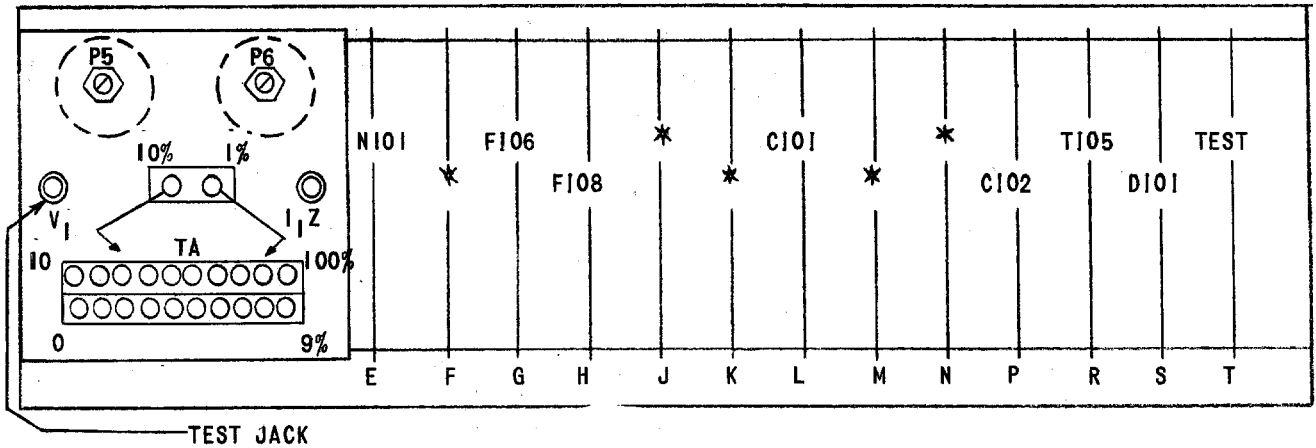 P5 P6
10% 1%
N101 F106 * C101 * T105 TEST
* F108 * * C102 D101
V1 I1Z
10 TA 100%
0 9%
E F G H J K L M N P R S T
TEST JACK